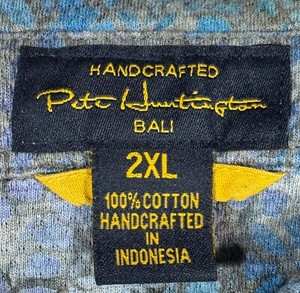 HANDCRAFTED
Pete Huntington
BALI
2XL
100% COTTON
HANDCRAFTED
IN
INDONESIA